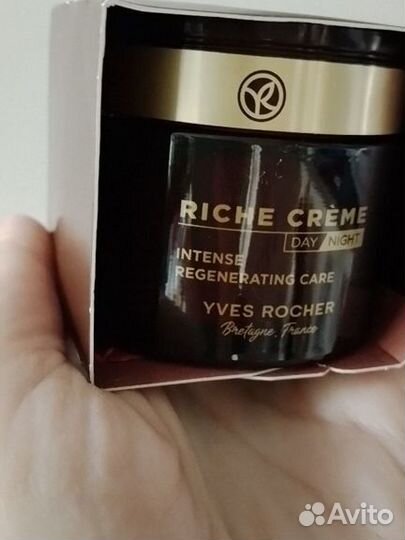 RICHE CRÈME
DAY NIGHT
INTENSE
REGENERATING CARE
YVES ROCHER
Bretagne, France
Avito